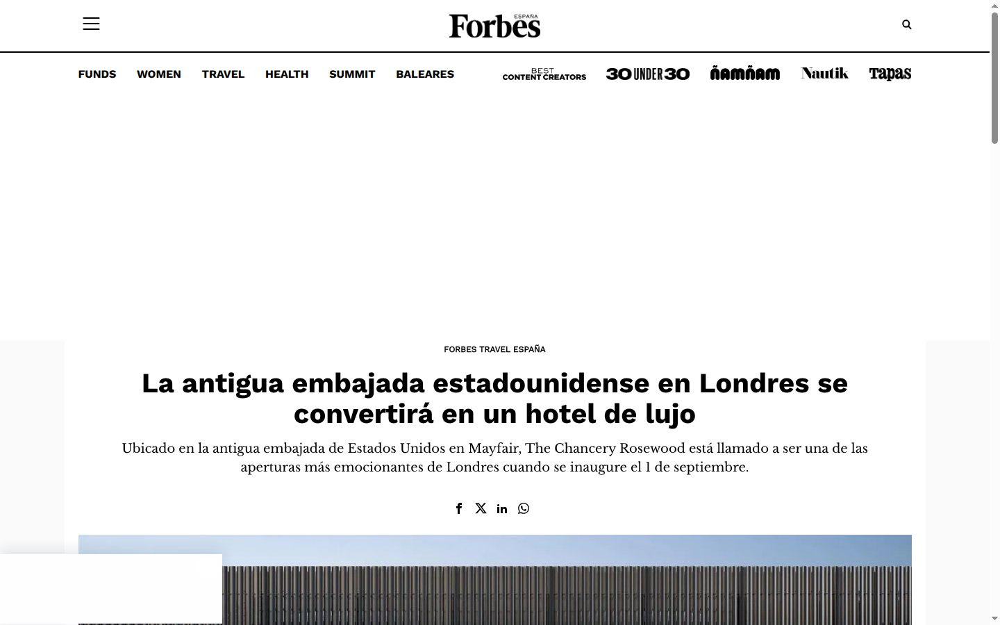 ESPAÑA
Forbes
FUNDS WOMEN TRAVEL HEALTH SUMMIT BALEARES
BEST
CONTENT CREATORS
30 UNDER 30
ÑAMÑAM
Nautik
Tapas
FORBES TRAVEL ESPAÑA
La antigua embajada estadounidense en Londres se
convertirá en un hotel de lujo
Ubicado en la antigua embajada de Estados Unidos en Mayfair, The Chancery Rosewood está llamado a ser una de las
aperturas más emocionantes de Londres cuando se inaugure el 1 de septiembre.